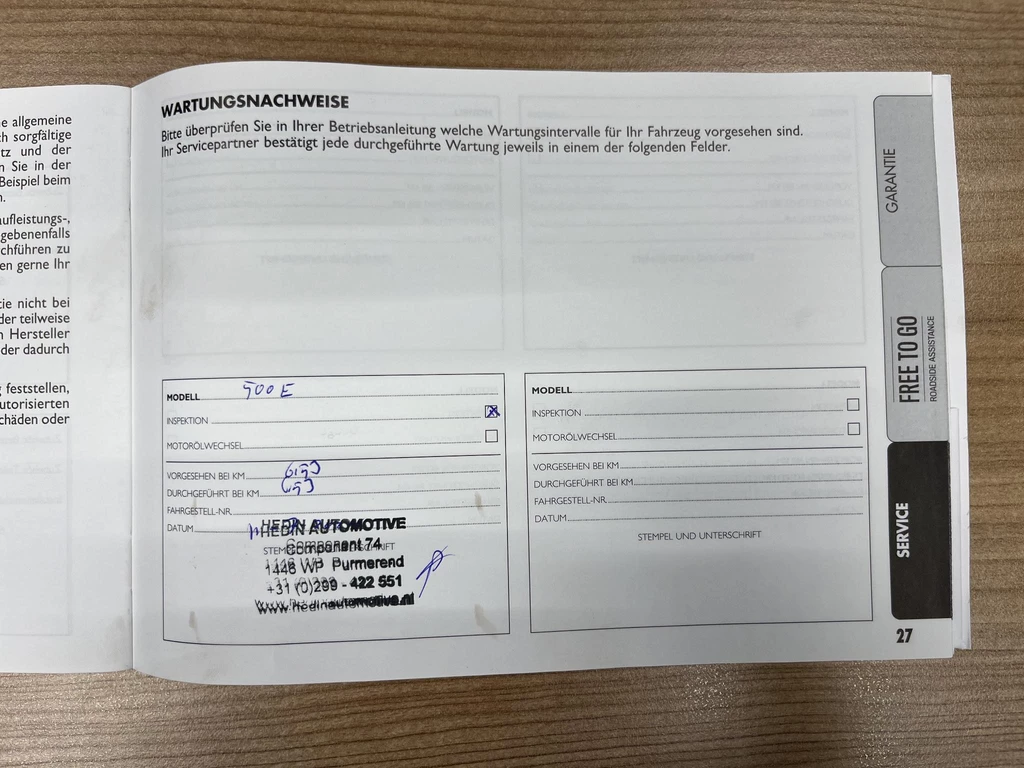 e allgemeine
ch sorgfältige
tz und der
n Sie in der
Beispiel beim
n.
aufleistungs-,
gebenenfalls
chführen zu
en gerne Ihr
tie nicht bei
der teilweise
n Hersteller
der dadurch
g feststellen,
utorisierten
chäden oder
WARTUNGSNACHWEISE
Bitte überprüfen Sie in Ihrer Betriebsanleitung welche Wartungsintervalle für Ihr Fahrzeug vorgesehen sind.
Ihr Servicepartner bestätigt jede durchgeführte Wartung jeweils in einem der folgenden Felder.
MODELL 500 E
INSPEKTION
MOTORÖLWECHSEL
VORGESEHEN BEI KM
DURCHGEFÜHRT BEI KM
FAHRGESTELL-NR.
DATUM
HEDIN AUTOMOTIVE
Component 74
1446 WP Purmerend
+31 (0)299 - 422 551
www.hedinautomotive.nl
MODELL
INSPEKTION
MOTORÖLWECHSEL
VORGESEHEN BEI KM
DURCHGEFÜHRT BEI KM
FAHRGESTELL-NR.
DATUM
STEMPEL UND UNTERSCHRIFT
GARANTIE
FREE TO GO
ROADSIDE ASSISTANCE
SERVICE
27